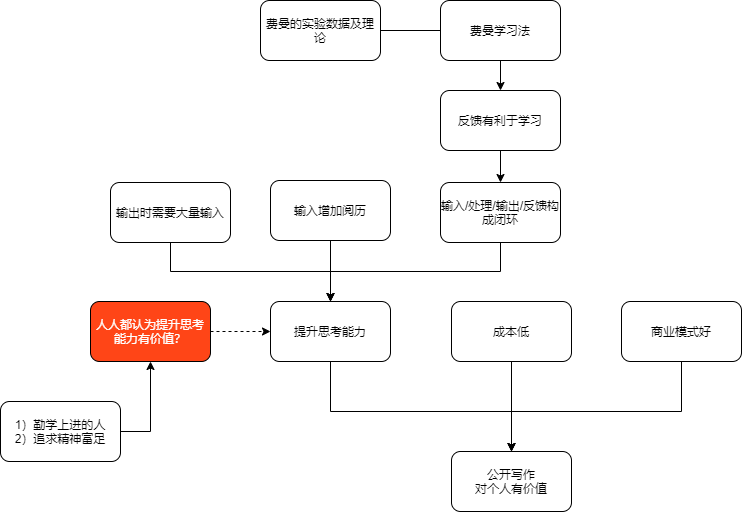 费曼的实验数据及理
论
费曼学习法
反馈有利于学习
输出时需要大量输入
输入增加阅历
输入/处理/输出/反馈构
成闭环
人人都认为提升思考
能力有价值？
提升思考能力
成本低
商业模式好
1）勤学上进的人
2）追求精神富足
公开写作
对个人有价值